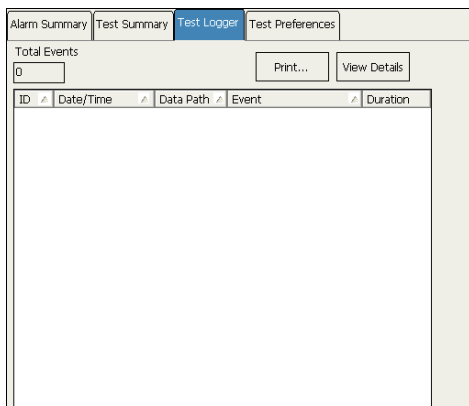 Alarm Summary Test Summary Test Logger Test Preferences
Total Events
0
Print... View Details
ID Date/Time Data Path Event Duration